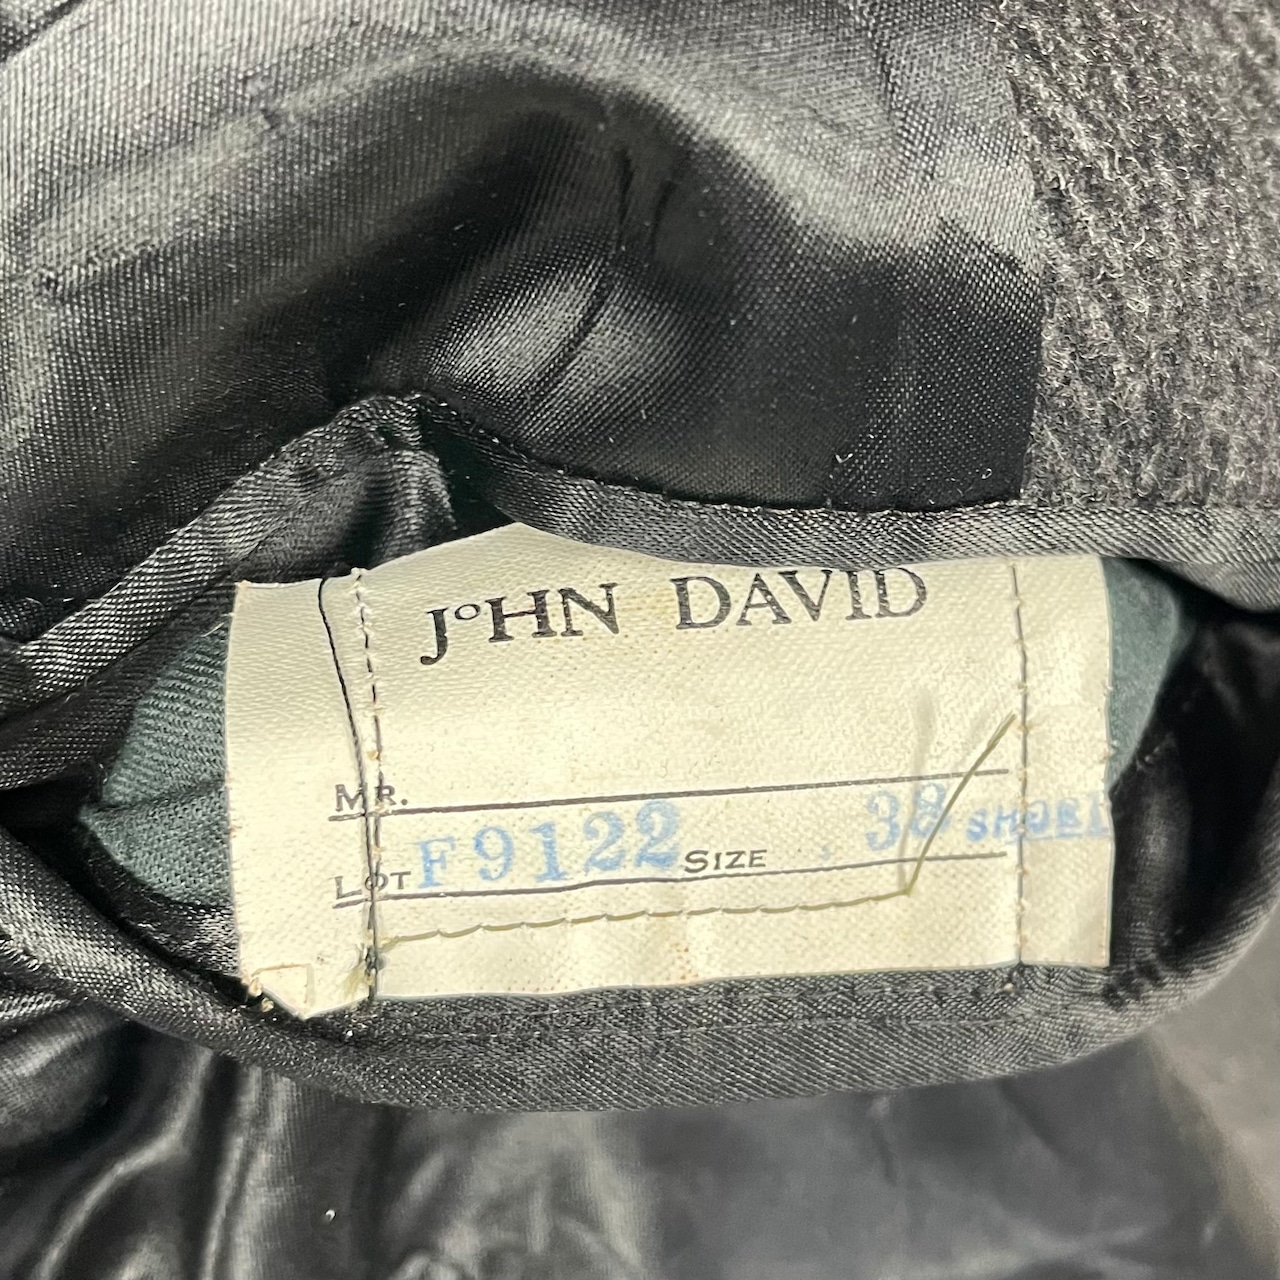 JOHN DAVID
MR.
LOT F9122 SIZE 38 SHORT